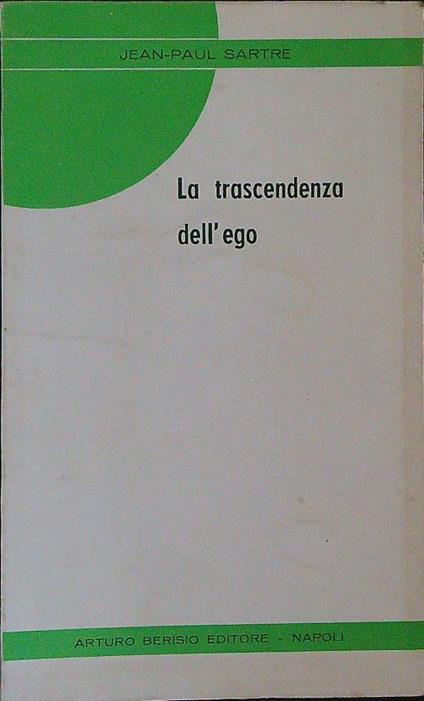 JEAN-PAUL SARTRE
La trascendenza
dell'ego
ARTURO BERISIO EDITORE - NAPOLI